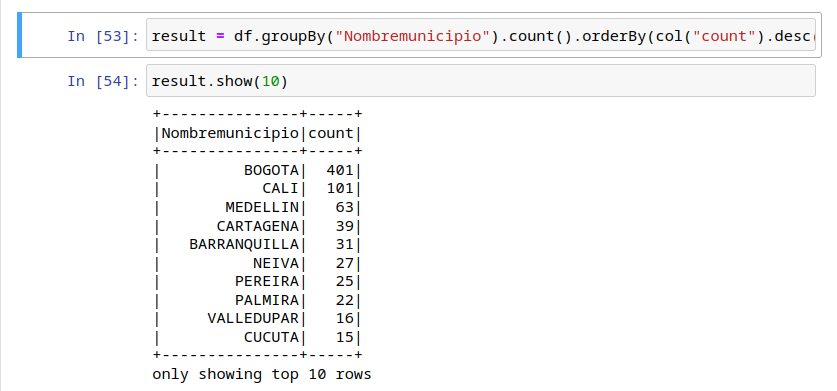 In [53]: result = df.groupBy("Nombremunicipio").count().orderBy(col("count").desc(
In [54]: result.show(10)
+---------------+-----+
|Nombremunicipio|count|
+---------------+-----+
|         BOGOTA|  401|
|           CALI|  101|
|       MEDELLIN|   63|
|      CARTAGENA|   39|
|   BARRANQUILLA|   31|
|          NEIVA|   27|
|        PEREIRA|   25|
|        PALMIRA|   22|
|     VALLEDUPAR|   16|
|         CUCUTA|   15|
+---------------+-----+
only showing top 10 rows